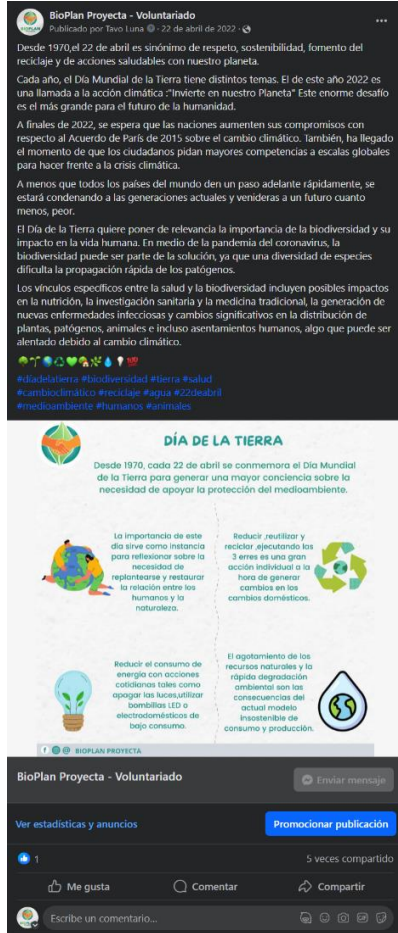 BioPlan Proyecta - Voluntariado
Publicado por Tavo Luna · 22 de abril de 2022 ·
Desde 1970,el 22 de abril es sinónimo de respeto, sostenibilidad, fomento del
reciclaje y de acciones saludables con nuestro planeta.
Cada año, el Día Mundial de la Tierra tiene distintos temas. El de este año 2022 es
una llamada a la acción climática :"Invierte en nuestro Planeta" Este enorme desafío
es el más grande para el futuro de la humanidad.
A finales de 2022, se espera que las naciones aumenten sus compromisos con
respecto al Acuerdo de París de 2015 sobre el cambio climático. También, ha llegado
el momento de que los ciudadanos pidan mayores competencias a escalas globales
para hacer frente a la crisis climática.
A menos que todos los países del mundo den un paso adelante rápidamente, se
estará condenando a las generaciones actuales y venideras a un futuro cuanto
menos, peor.
El Día de la Tierra quiere poner de relevancia la importancia de la biodiversidad y su
impacto en la vida humana. En medio de la pandemia del coronavirus, la
biodiversidad puede ser parte de la solución, ya que una diversidad de especies
dificulta la propagación rápida de los patógenos.
Los vínculos específicos entre la salud y la biodiversidad incluyen posibles impactos
en la nutrición, la investigación sanitaria y la medicina tradicional, la generación de
nuevas enfermedades infecciosas y cambios significativos en la distribución de
plantas, patógenos, animales e incluso asentamientos humanos, algo que puede ser
alentado debido al cambio climático.
#díadelatierra #biodiversidad #tierra #salud
#cambioclimático #reciclaje #agua #22deabril
#medioambiente #humanos #animales
DÍA DE LA TIERRA
Desde 1970, cada 22 de abril se conmemora el Día Mundial
de la Tierra para generar una mayor conciencia sobre la
necesidad de apoyar la protección del medioambiente.
La importancia de este
día sirve como instancia
para reflexionar sobre la
necesidad de
replantearse y restaurar
la relación entre los
humanos y la
naturaleza.
Reducir ,reutilizar y
reciclar ,ejecutando las
3 erres es una gran
acción individual a la
hora de generar
cambios en los
cambios domésticos.
Reducir el consumo de
energía con acciones
cotidianas tales como
apagar las luces,utilizar
bombillas LED o
electrodomésticos de
bajo consumo.
El agotamiento de los
recursos naturales y la
rápida degradación
ambiental son las
consecuencias del
actual modelo
insostenible de
consumo y producción.
BIOPLAN PROYECTA
BioPlan Proyecta - Voluntariado
Enviar mensaje
Ver estadísticas y anuncios
Promocionar publicación
1
5 veces compartido
Me gusta
Comentar
Compartir
Escribe un comentario...